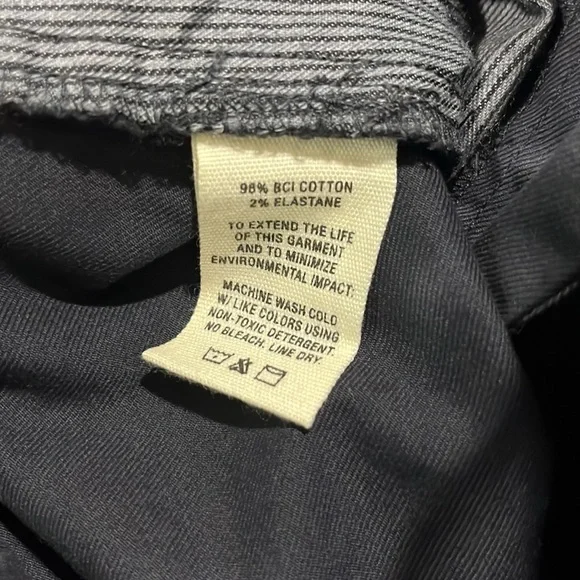 98% BCI COTTON
2% ELASTANE
TO EXTEND THE LIFE
OF THIS GARMENT
AND TO MINIMIZE
ENVIRONMENTAL IMPACT:
MACHINE WASH COLD
W/ LIKE COLORS USING
NON-TOXIC DETERGENT.
NO BLEACH. LINE DRY.